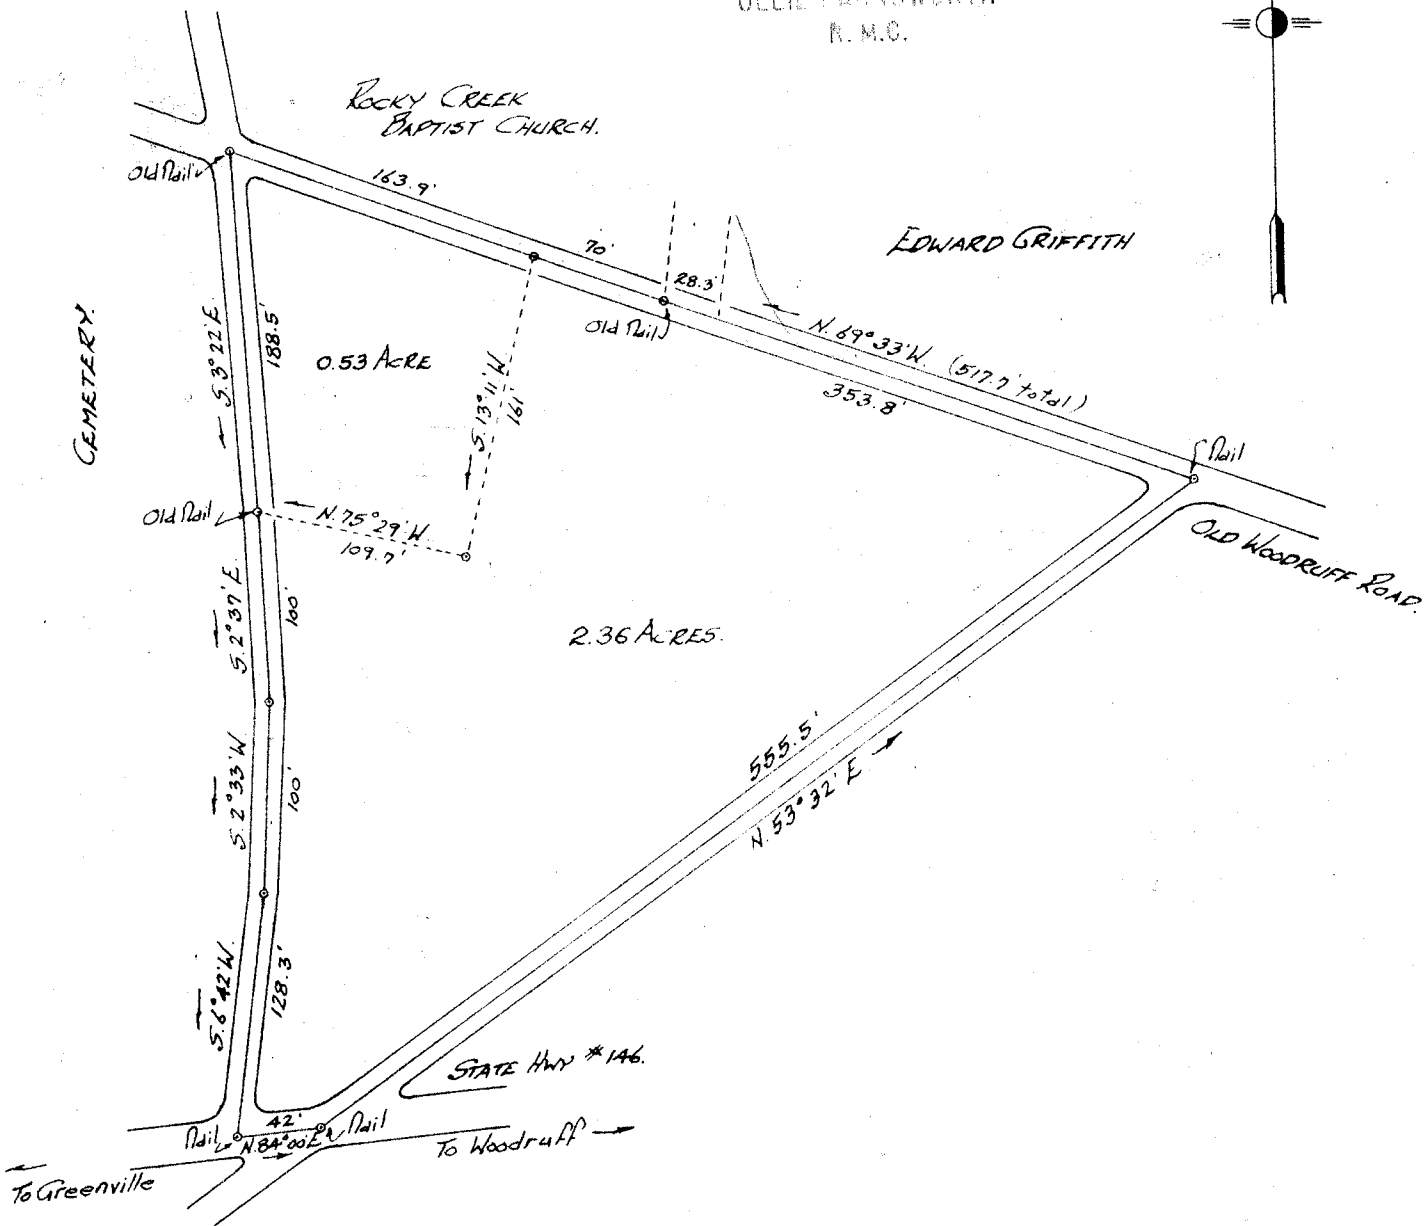 R. M. C.
ROCKY CREEK
BAPTIST CHURCH.
Old Nail
163.9'
70'
28.3'
EDWARD GRIFFITH
Old Nail
N. 69° 33' W. (517.7' total)
353.8'
CEMETERY.
S. 3° 22' E.
188.5'
0.53 ACRE
S. 13° 11' W.
161'
Nail
OLD WOODRUFF ROAD.
Old Nail
N. 75° 29' W.
109.7'
S. 2° 37' E.
100'
2.36 ACRES.
S. 2° 33' W.
100'
555.5'
N. 53° 32' E.
S. 6° 42' W.
128.3'
STATE HWY # 146.
42'
Nail
N. 84° 00' E.
Nail
To Woodruff
To Greenville